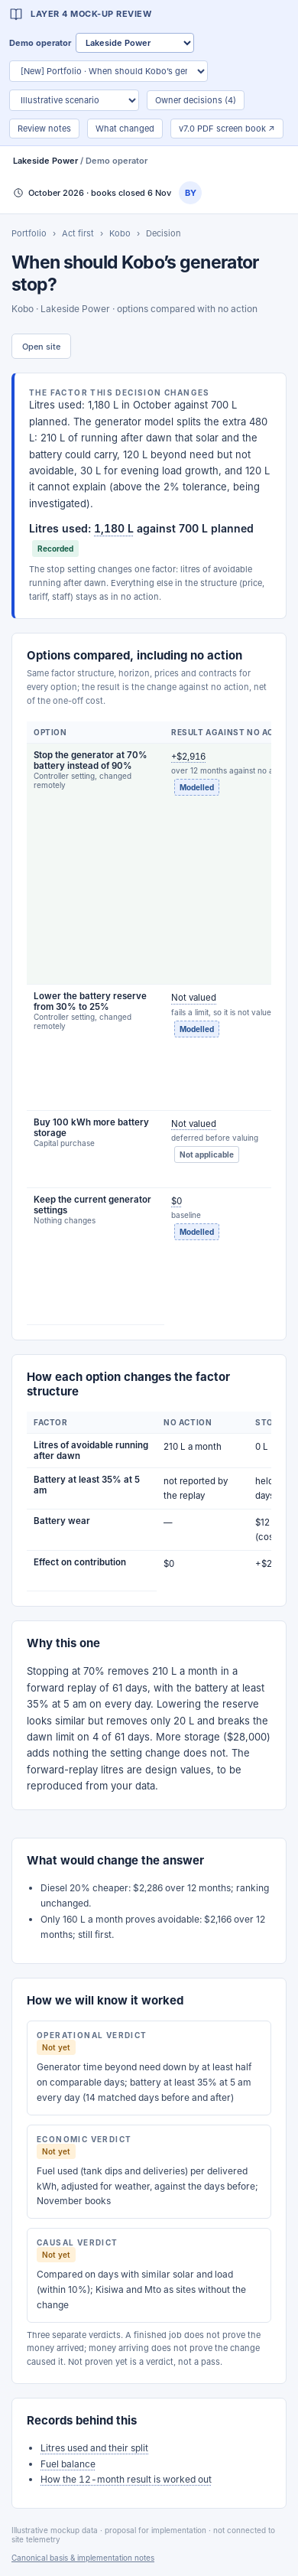 LAYER 4 MOCK-UP REVIEW
Demo operator Lakeside Power
[New] Portfolio · When should Kobo's ger
Illustrative scenario Owner decisions (4)
Review notes What changed v7.0 PDF screen book ↗
Lakeside Power / Demo operator
October 2026 · books closed 6 Nov BY
Portfolio › Act first › Kobo › Decision
When should Kobo's generator
stop?
Kobo · Lakeside Power · options compared with no action
Open site
THE FACTOR THIS DECISION CHANGES
Litres used: 1,180 L in October against 700 L
planned. The generator model splits the extra 480
L: 210 L of running after dawn that solar and the
battery could carry, 120 L beyond need but not
avoidable, 30 L for evening load growth, and 120 L
it cannot explain (above the 2% tolerance, being
investigated).
Litres used: 1,180 L against 700 L planned
Recorded
The stop setting changes one factor: litres of avoidable
running after dawn. Everything else in the structure (price,
tariff, staff) stays as in no action.
Options compared, including no action
Same factor structure, horizon, prices and contracts for
every option; the result is the change against no action, net
of the one-off cost.
OPTION RESULT AGAINST NO AC
Stop the generator at 70%
battery instead of 90%
Controller setting, changed
remotely
+$2,916
over 12 months against no a
Modelled
Lower the battery reserve
from 30% to 25%
Controller setting, changed
remotely
Not valued
fails a limit, so it is not value
Modelled
Buy 100 kWh more battery
storage
Capital purchase
Not valued
deferred before valuing
Not applicable
Keep the current generator
settings
Nothing changes
$0
baseline
Modelled
How each option changes the factor
structure
FACTOR NO ACTION STO
Litres of avoidable running
after dawn
210 L a month 0 L
Battery at least 35% at 5
am
not reported by
the replay
held
days
Battery wear — $12
(cos
Effect on contribution $0 +$2
Why this one
Stopping at 70% removes 210 L a month in a
forward replay of 61 days, with the battery at least
35% at 5 am on every day. Lowering the reserve
looks similar but removes only 20 L and breaks the
dawn limit on 4 of 61 days. More storage ($28,000)
adds nothing the setting change does not. The
forward-replay litres are design values, to be
reproduced from your data.
What would change the answer
• Diesel 20% cheaper: $2,286 over 12 months; ranking
unchanged.
• Only 160 L a month proves avoidable: $2,166 over 12
months; still first.
How we will know it worked
OPERATIONAL VERDICT
Not yet
Generator time beyond need down by at least half
on comparable days; battery at least 35% at 5 am
every day (14 matched days before and after)
ECONOMIC VERDICT
Not yet
Fuel used (tank dips and deliveries) per delivered
kWh, adjusted for weather, against the days before;
November books
CAUSAL VERDICT
Not yet
Compared on days with similar solar and load
(within 10%); Kisiwa and Mto as sites without the
change
Three separate verdicts. A finished job does not prove the
money arrived; money arriving does not prove the change
caused it. Not proven yet is a verdict, not a pass.
Records behind this
• Litres used and their split
• Fuel balance
• How the 12-month result is worked out
Illustrative mockup data · proposal for implementation · not connected to
site telemetry
Canonical basis & implementation notes